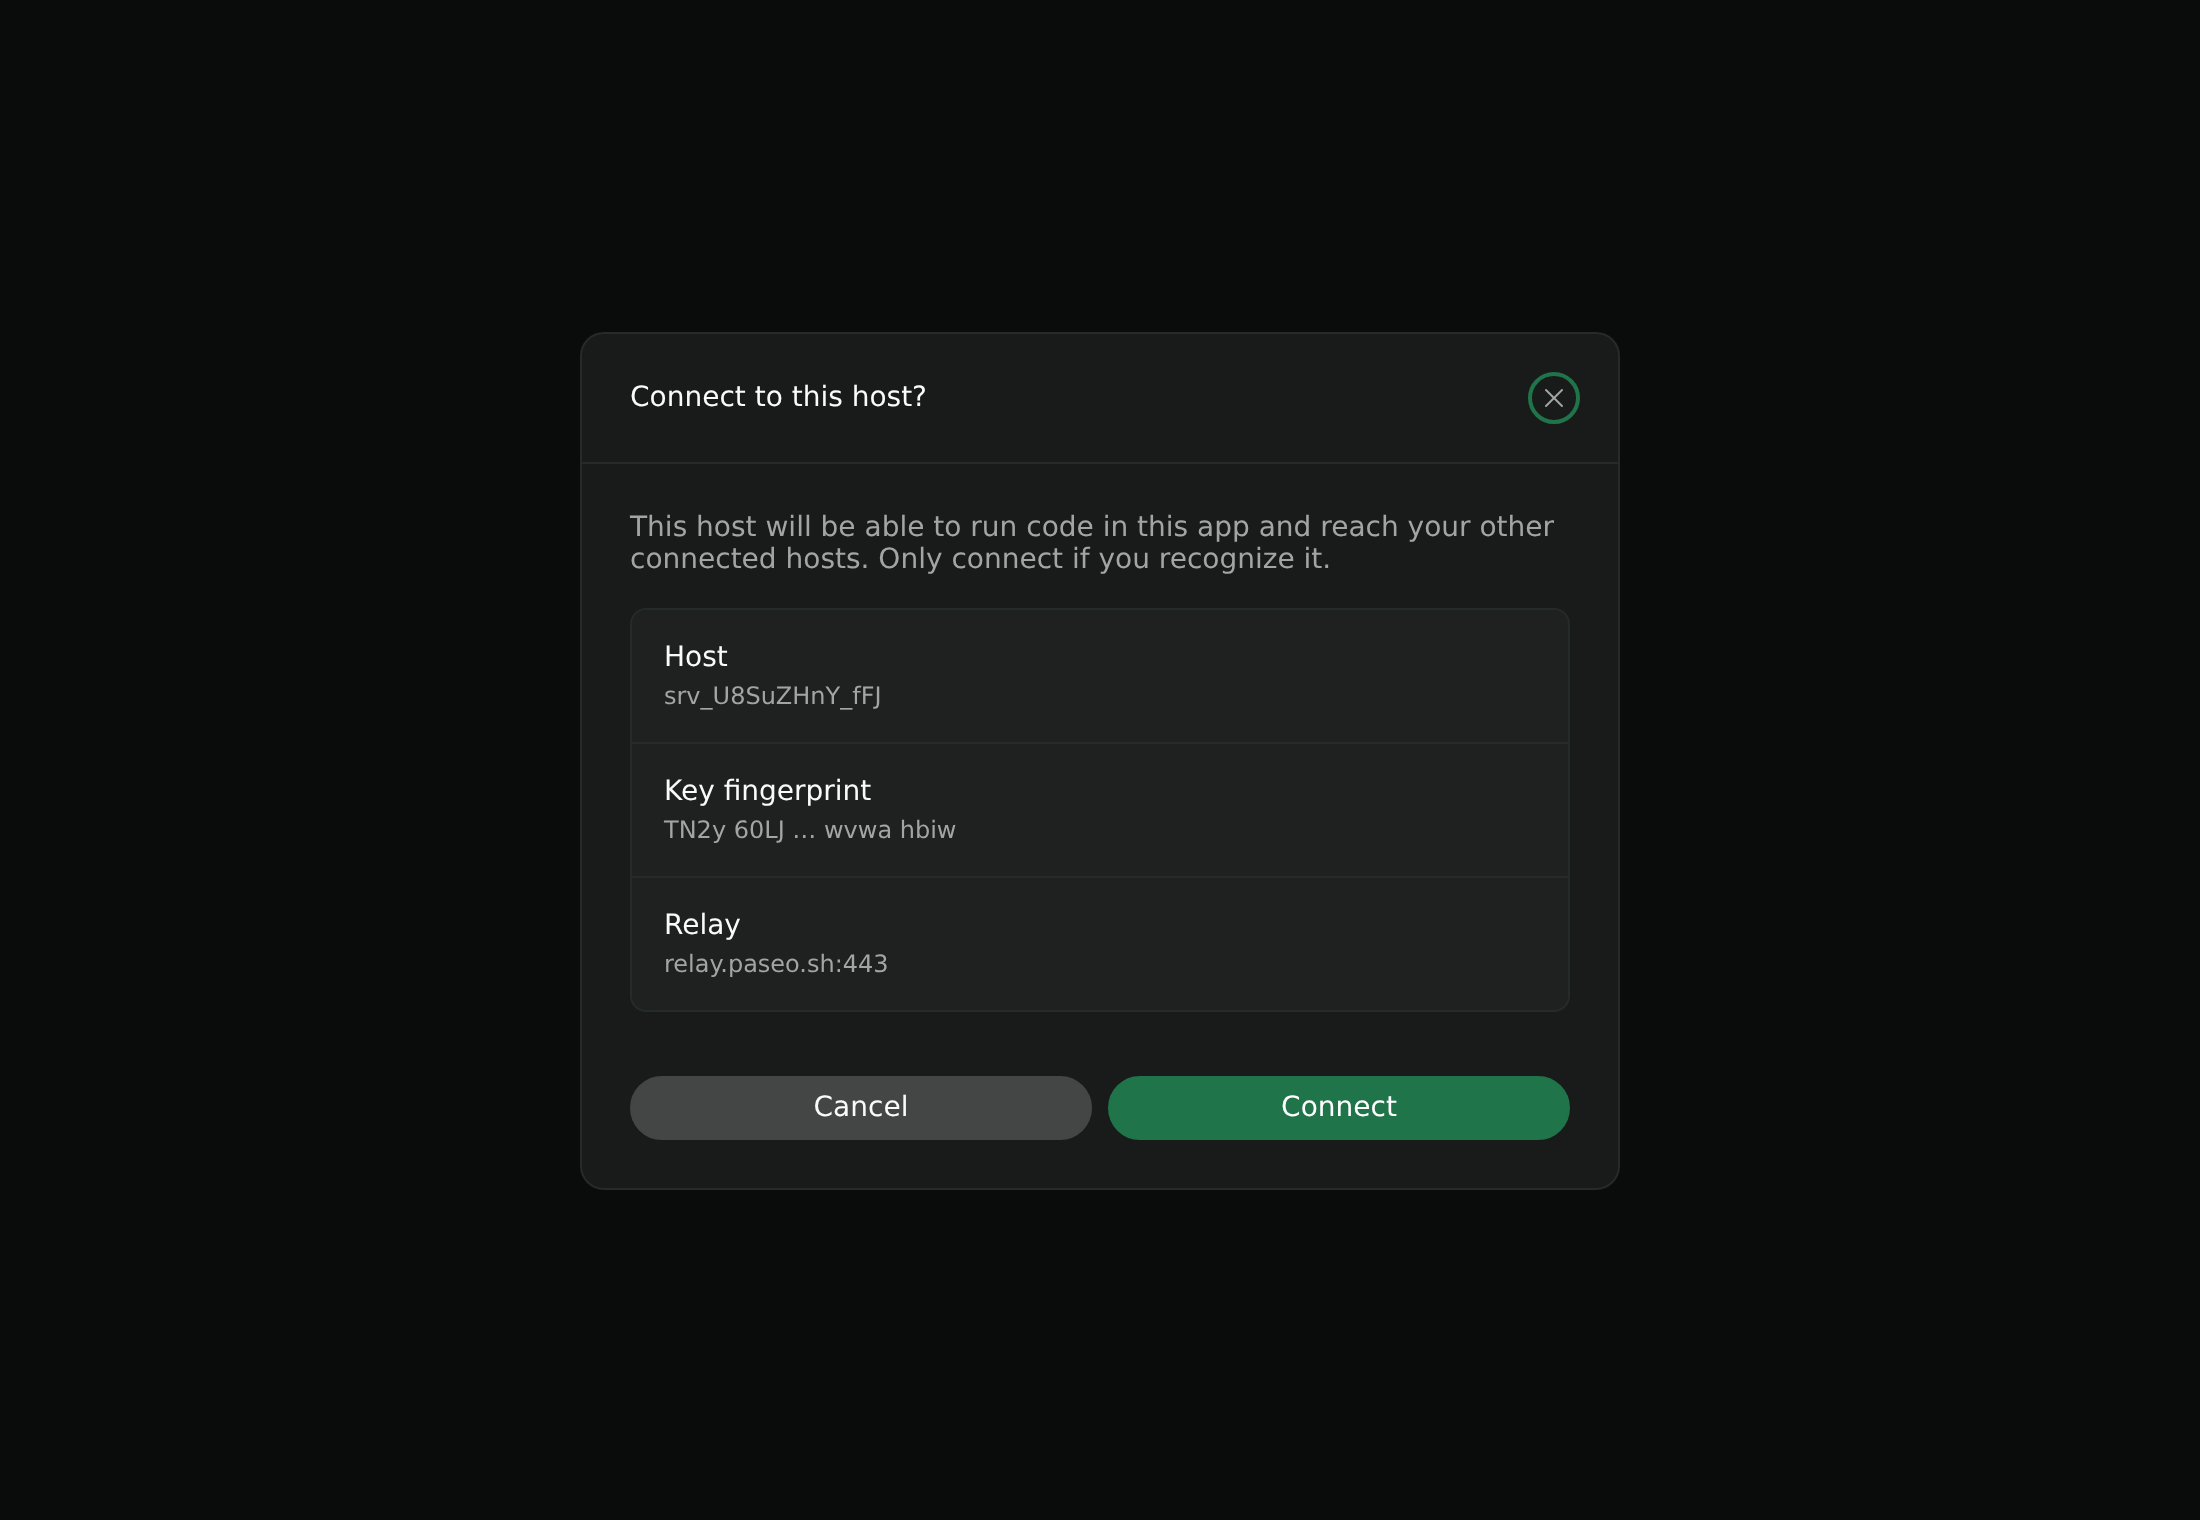 Connect to this host?
This host will be able to run code in this app and reach your other
connected hosts. Only connect if you recognize it.
Host
srv_U8SuZHnY_fFJ
Key fingerprint
TN2y 60LJ … wvwa hbiw
Relay
relay.paseo.sh:443
Cancel
Connect